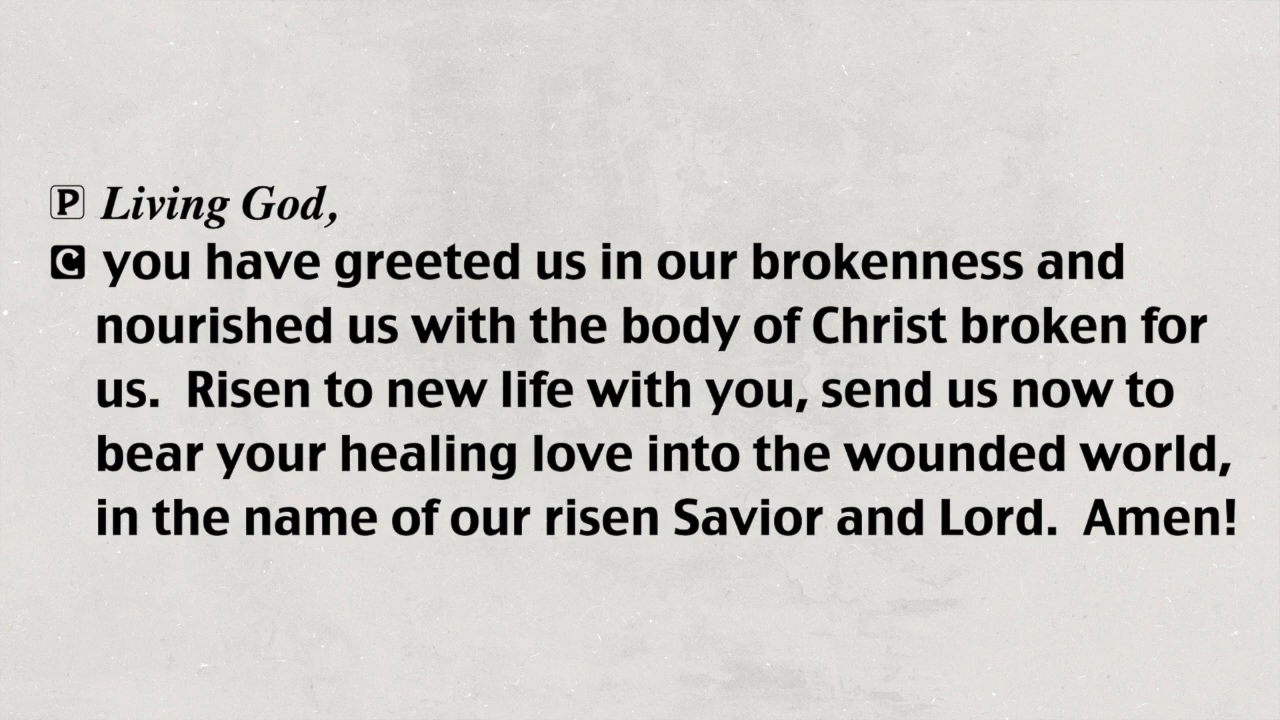 P Living God,
C you have greeted us in our brokenness and
nourished us with the body of Christ broken for
us.  Risen to new life with you, send us now to
bear your healing love into the wounded world,
in the name of our risen Savior and Lord.  Amen!